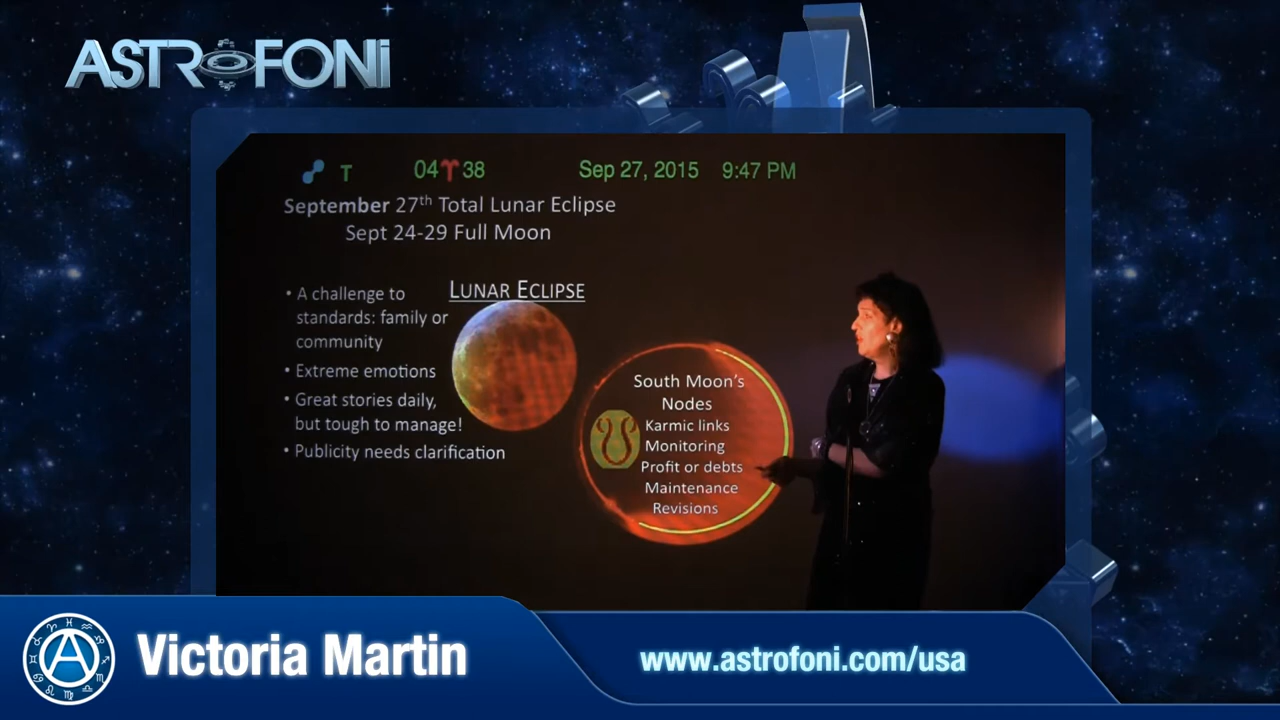 ASTROFONi
T 04♈38 Sep 27, 2015 9:47 PM
September 27th Total Lunar Eclipse
Sept 24-29 Full Moon
• A challenge to
standards: family or
community
• Extreme emotions
• Great stories daily,
but tough to manage!
• Publicity needs clarification
LUNAR ECLIPSE
South Moon's
Nodes
Karmic links
Monitoring
Profit or debts
Maintenance
Revisions
Victoria Martin
www.astrofoni.com/usa